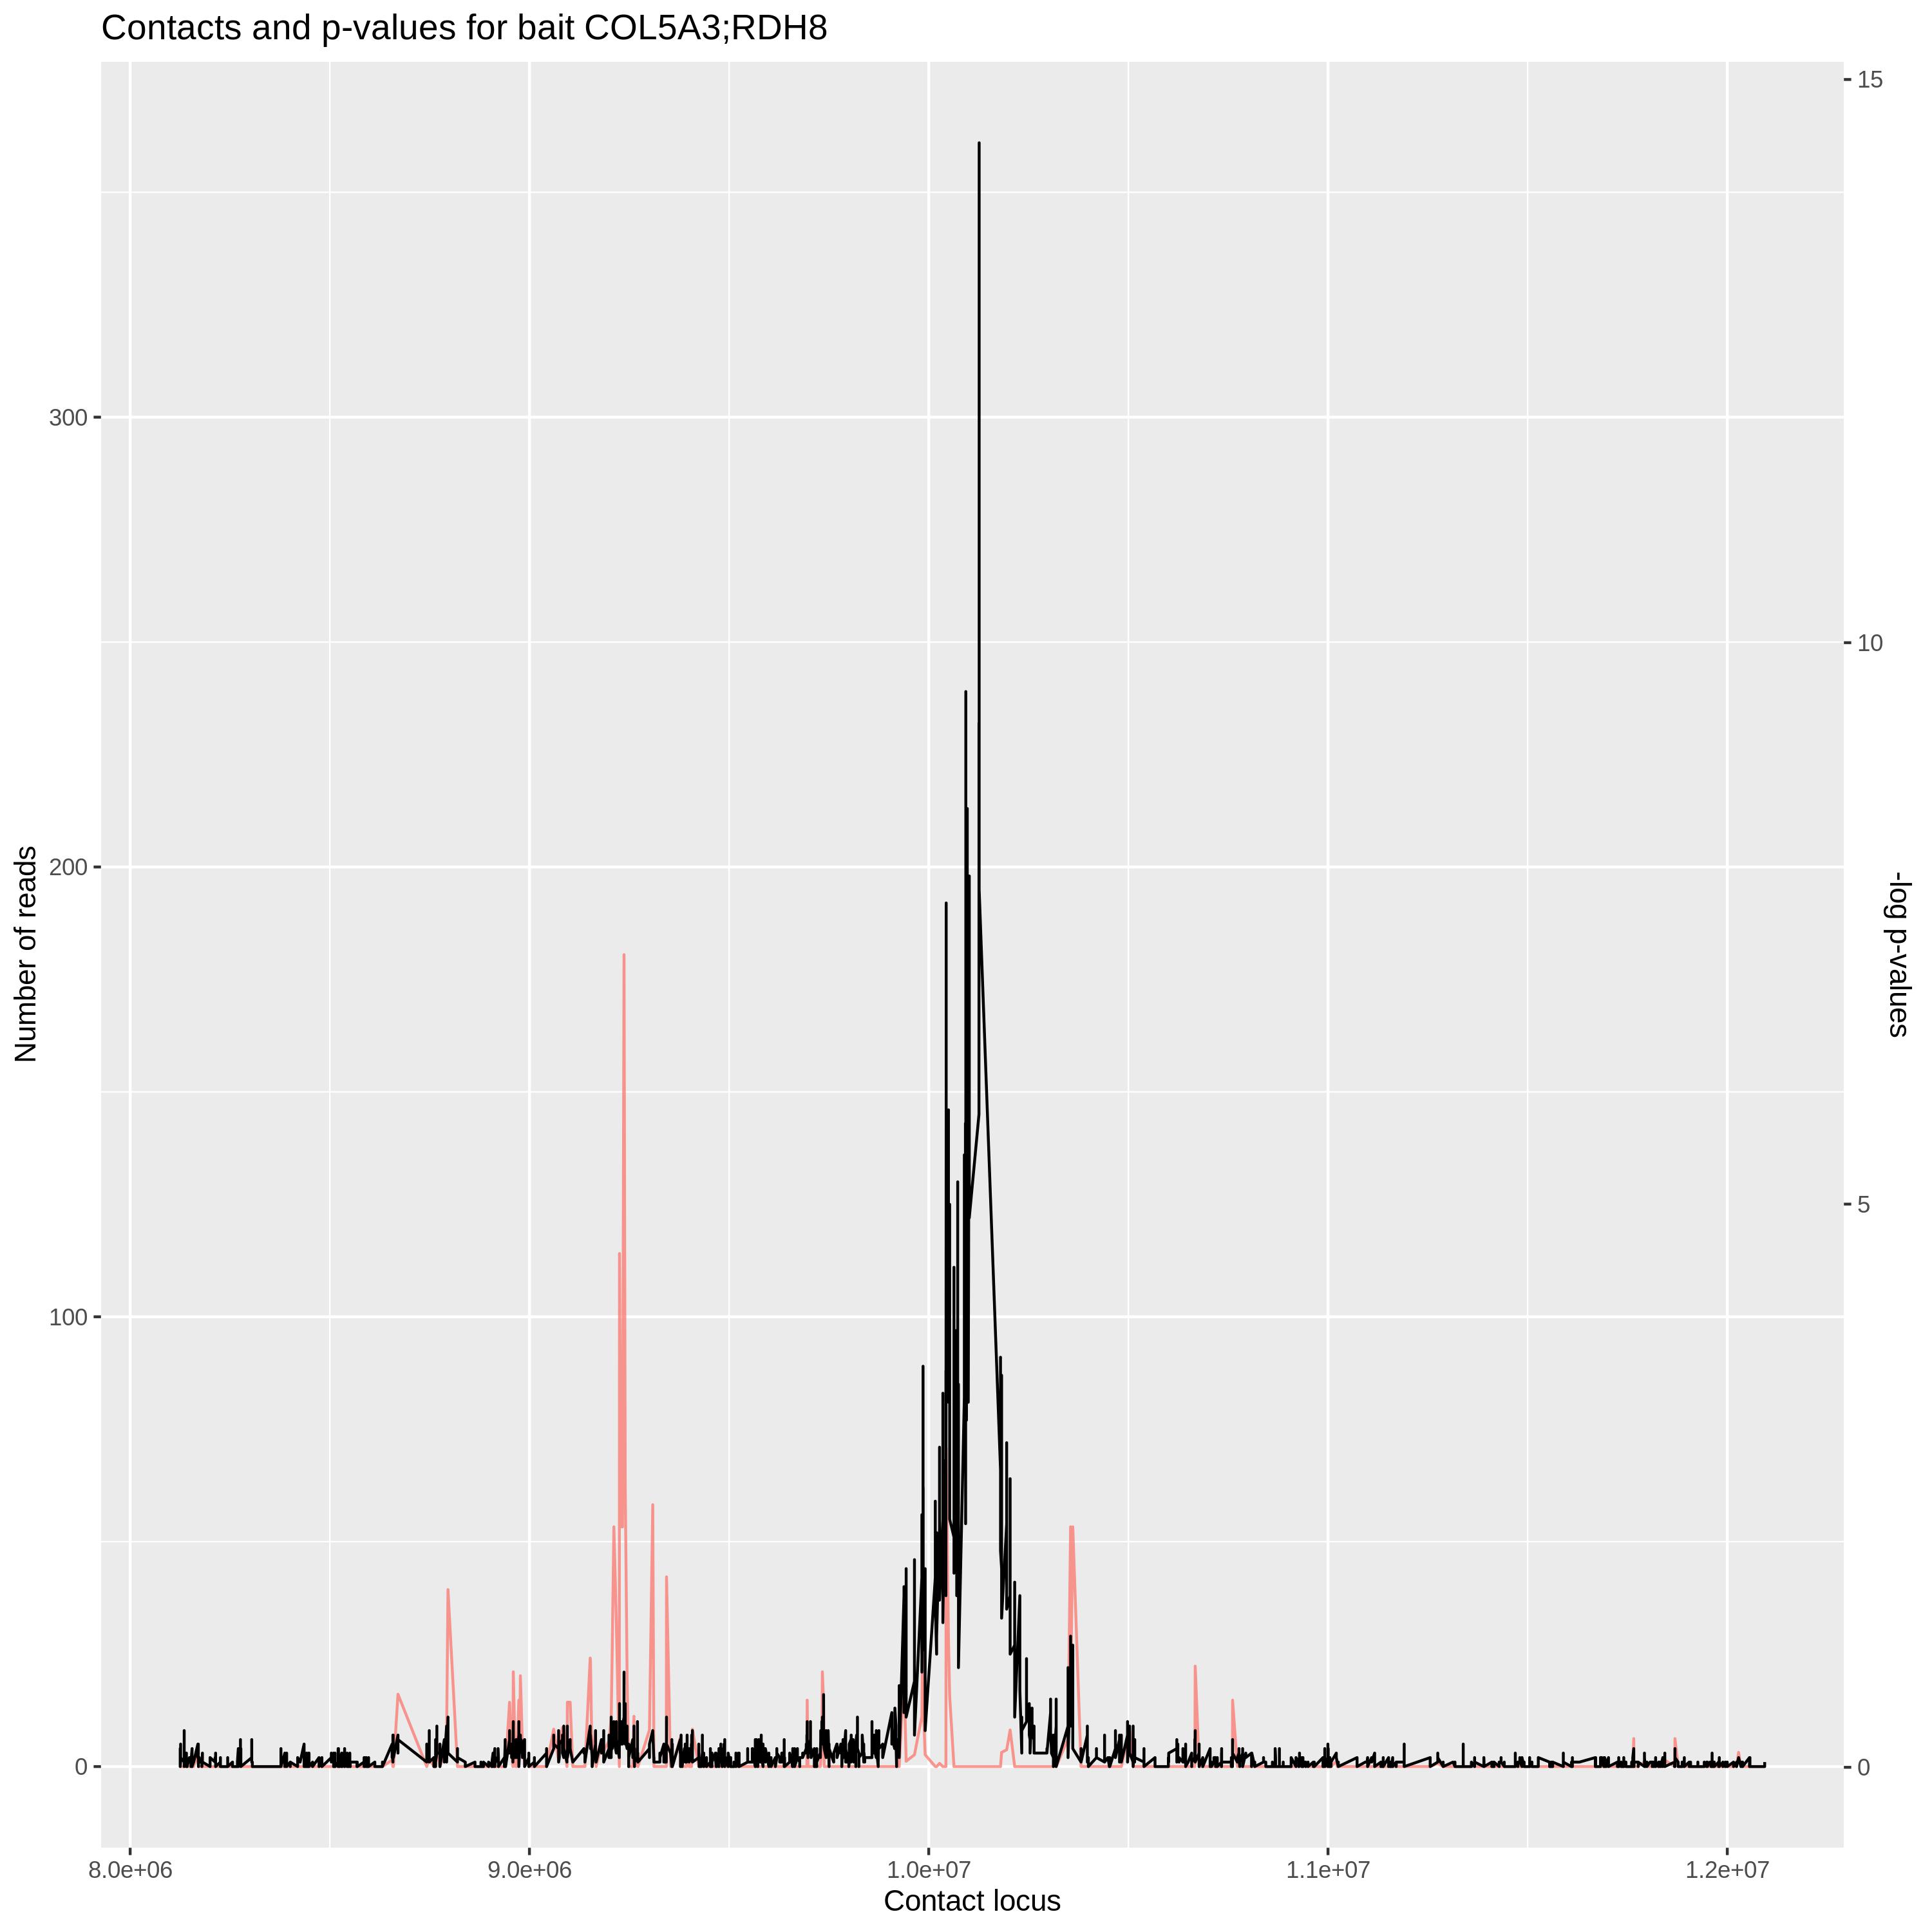 Contacts and p-values for bait COL5A3;RDH8
15
300
10
Number of reads
200
-log p-values
5
100
0
0
8.0e+06
9.0e+06
1.0e+07
1.1e+07
1.2e+07
Contact locus